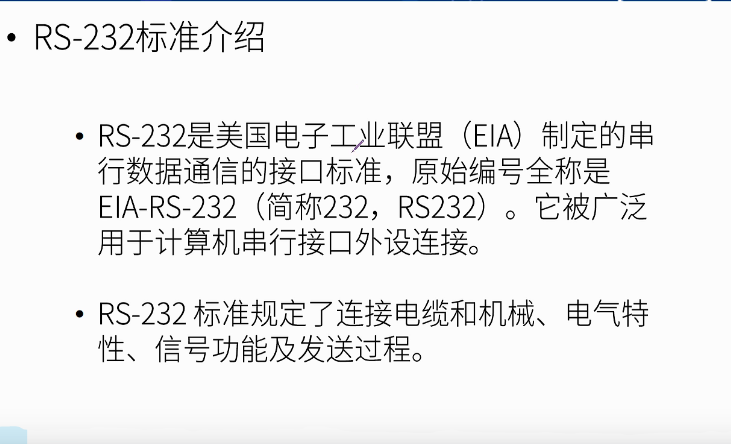 • RS-232标准介绍
• RS-232是美国电子工业联盟（EIA）制定的串
行数据通信的接口标准，原始编号全称是
EIA-RS-232（简称232，RS232）。它被广泛
用于计算机串行接口外设连接。
• RS-232 标准规定了连接电缆和机械、电气特
性、信号功能及发送过程。